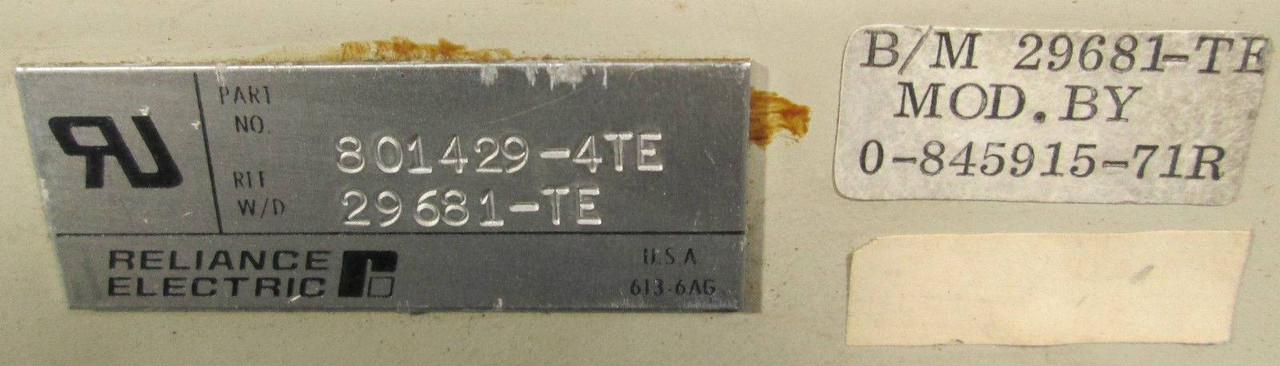 PART
NO.
801429-4TE
REF
W/D
29681-TE
RELIANCE
ELECTRIC
U.S.A
613-6AG
B/M 29681-TE
MOD. BY
0-845915-71R